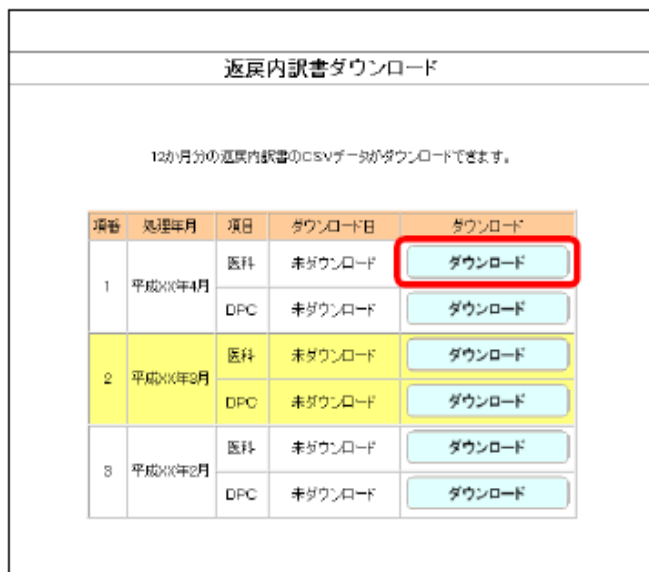 返戻内訳書ダウンロード
12か月分の返戻内訳書のCSVデータがダウンロードできます。
項番 処理年月 項目 ダウンロード日 ダウンロード
1 平成XX年4月 医科 未ダウンロード ダウンロード
DPC 未ダウンロード ダウンロード
2 平成XX年3月 医科 未ダウンロード ダウンロード
DPC 未ダウンロード ダウンロード
3 平成XX年2月 医科 未ダウンロード ダウンロード
DPC 未ダウンロード ダウンロード